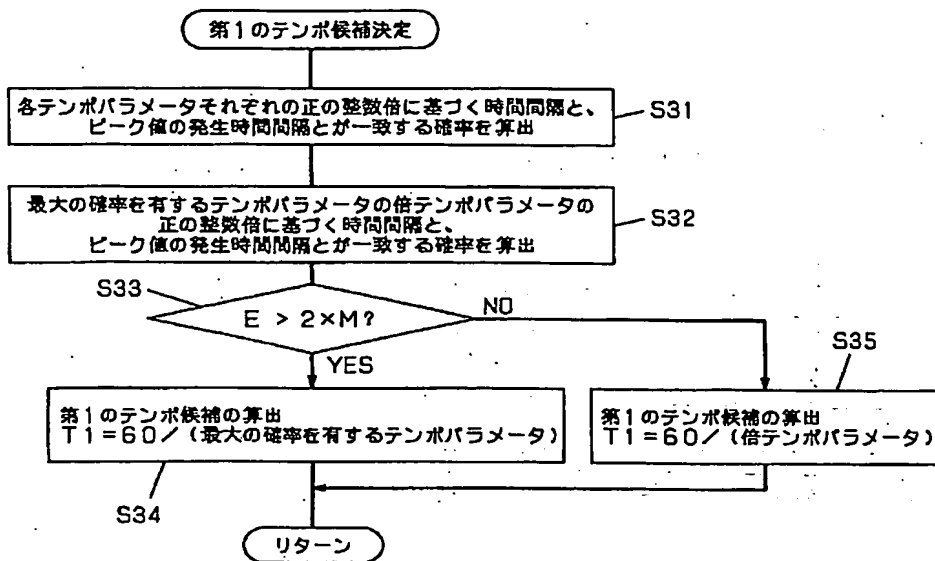 第1のテンポ候補決定
各テンポパラメータそれぞれの正の整数倍に基づく時間間隔と、
ピーク値の発生時間間隔とが一致する確率を算出
S31
最大の確率を有するテンポパラメータの倍テンポパラメータの
正の整数倍に基づく時間間隔と、
ピーク値の発生時間間隔とが一致する確率を算出
S32
S33
E > 2×M?
NO
YES
S35
第1のテンポ候補の算出
T1=60/(最大の確率を有するテンポパラメータ)
第1のテンポ候補の算出
T1=60/(倍テンポパラメータ)
S34
リターン